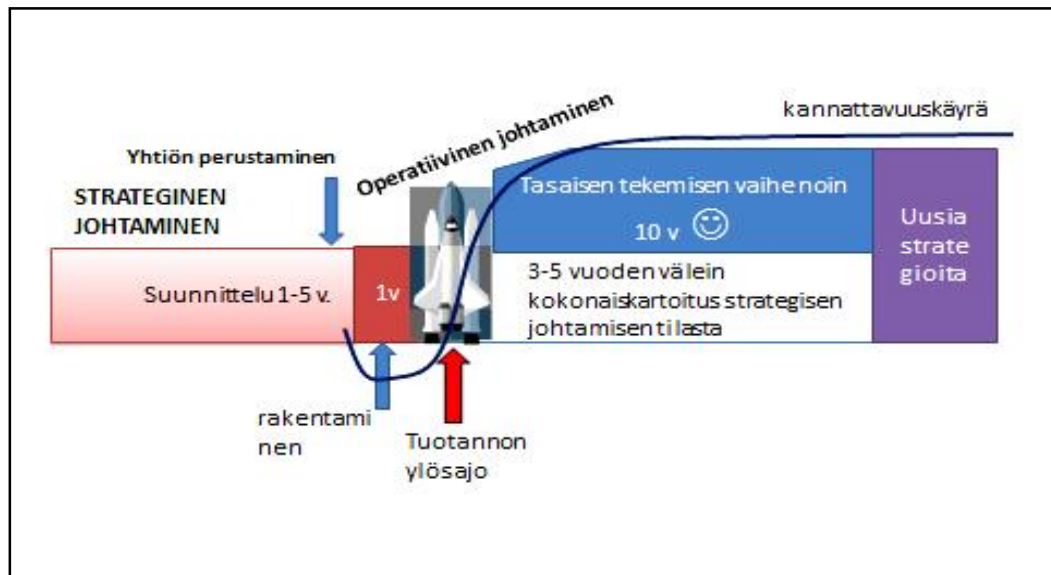 kannattavuuskäyrä
Operatiivinen johtaminen
Yhtiön perustaminen
STRATEGINEN
JOHTAMINEN
Suunnittelu 1-5 v.
1v
Tasaisen tekemisen vaihe noin
10 v
3-5 vuoden välein
kokonaiskartoitus strategisen
johtamisen tilasta
Uusia
strate
gioita
rakentami
nen
Tuotannon
ylösajo